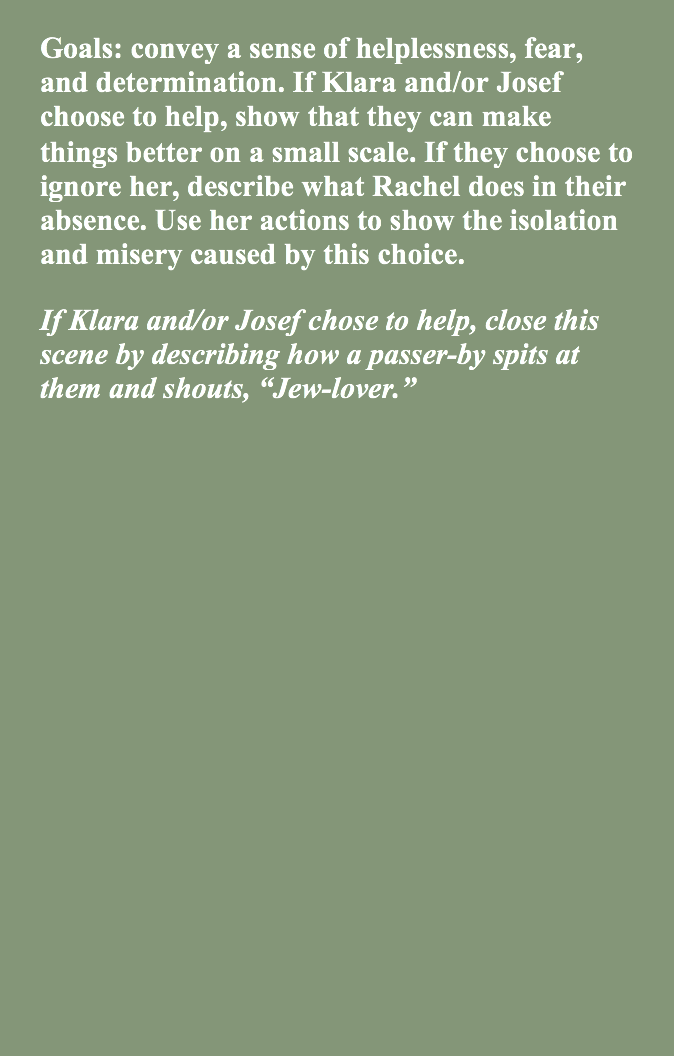 Goals: convey a sense of helplessness, fear,
and determination. If Klara and/or Josef
choose to help, show that they can make
things better on a small scale. If they choose to
ignore her, describe what Rachel does in their
absence. Use her actions to show the isolation
and misery caused by this choice.
If Klara and/or Josef chose to help, close this
scene by describing how a passer-by spits at
them and shouts, “Jew-lover.”